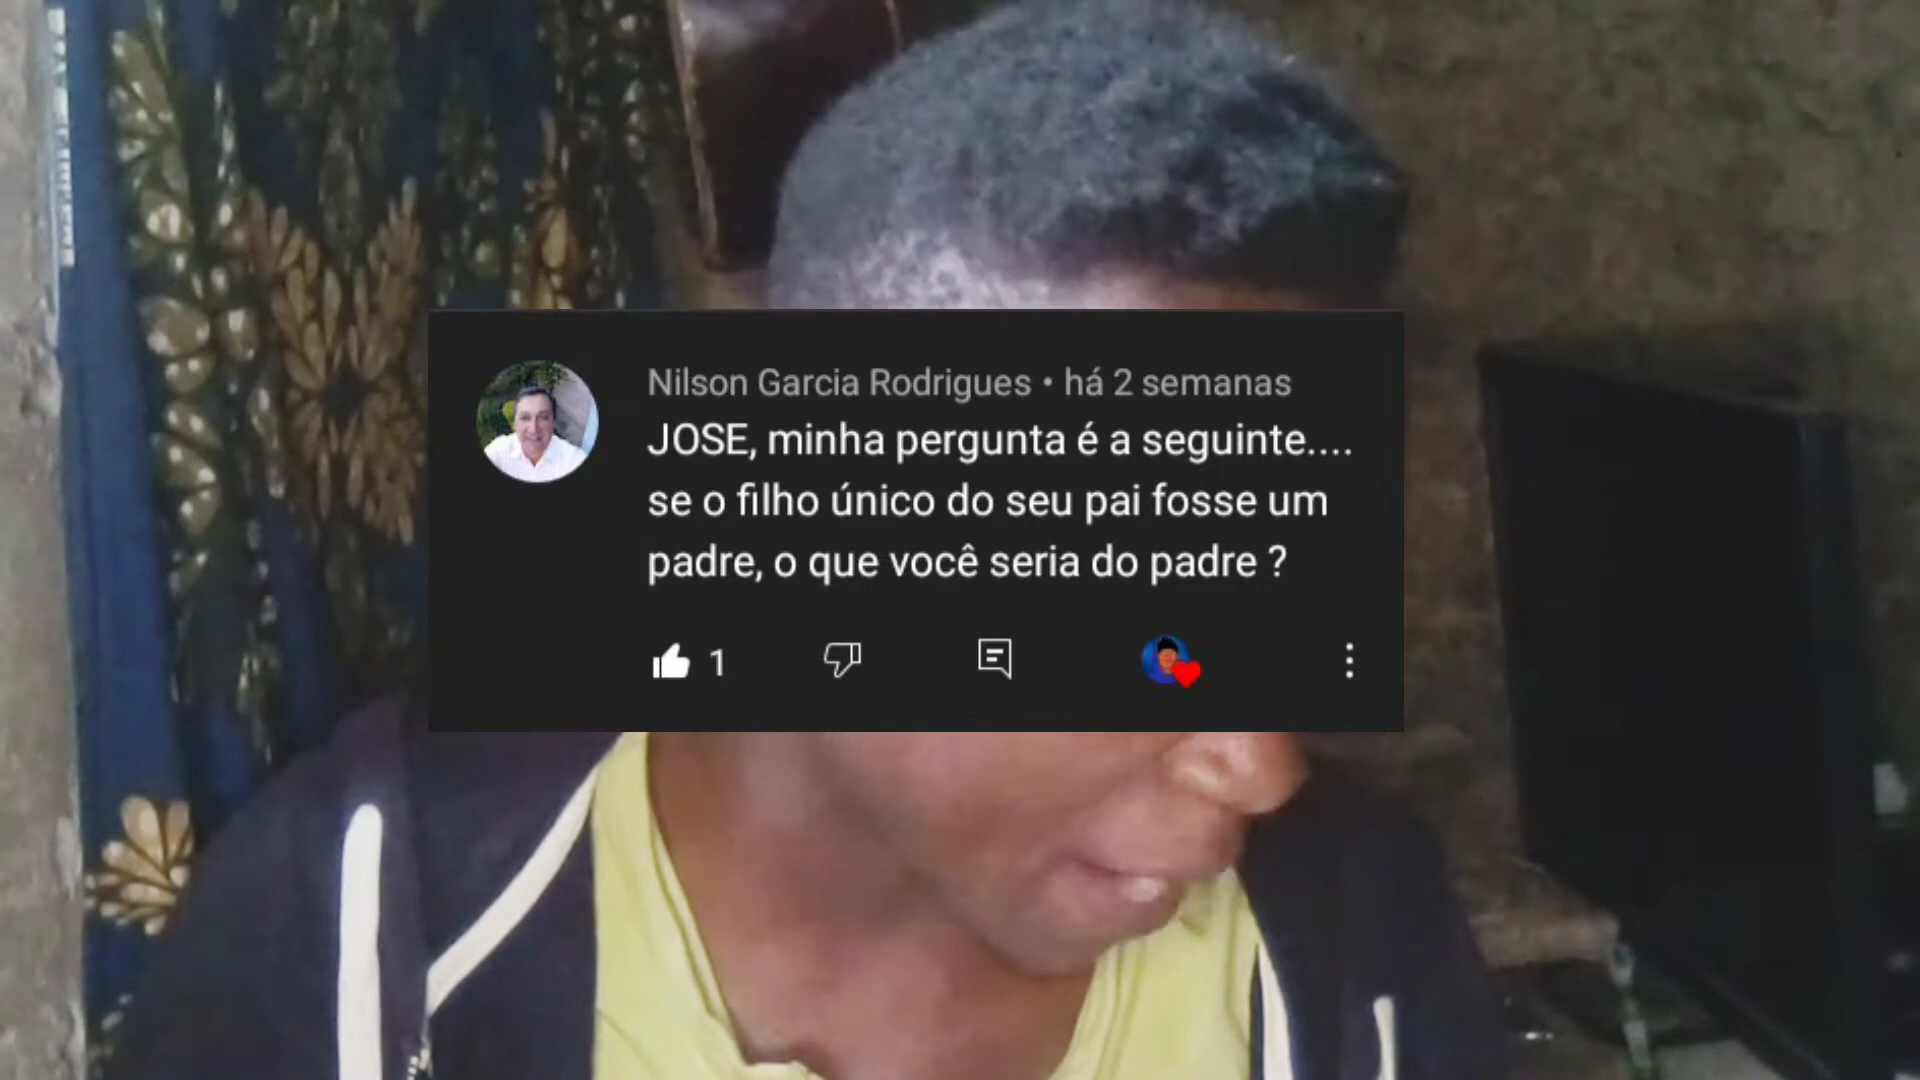 Nilson Garcia Rodrigues • há 2 semanas
JOSE, minha pergunta é a seguinte....
se o filho único do seu pai fosse um
padre, o que você seria do padre ?
1